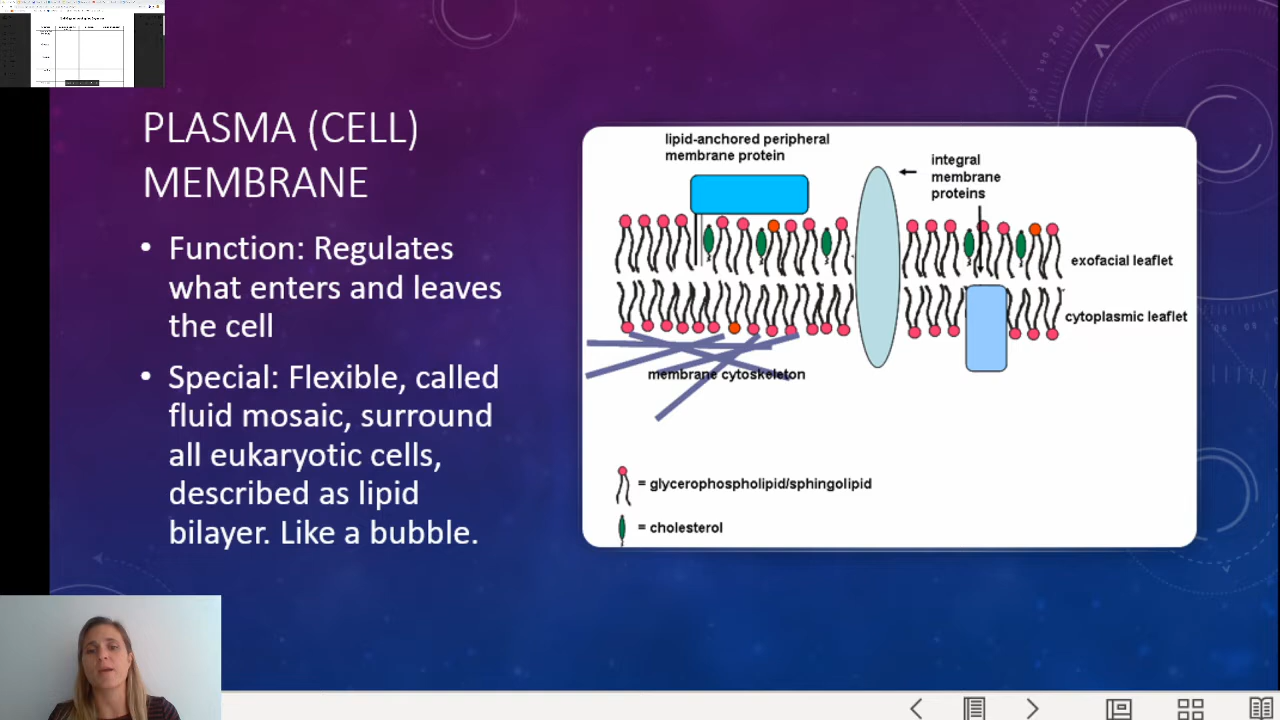 PLASMA (CELL)
MEMBRANE
• Function: Regulates
what enters and leaves
the cell
• Special: Flexible, called
fluid mosaic, surround
all eukaryotic cells,
described as lipid
bilayer. Like a bubble.
lipid-anchored peripheral
membrane protein
integral
membrane
proteins
exofacial leaflet
cytoplasmic leaflet
membrane cytoskeleton
= glycerophospholipid/sphingolipid
= cholesterol